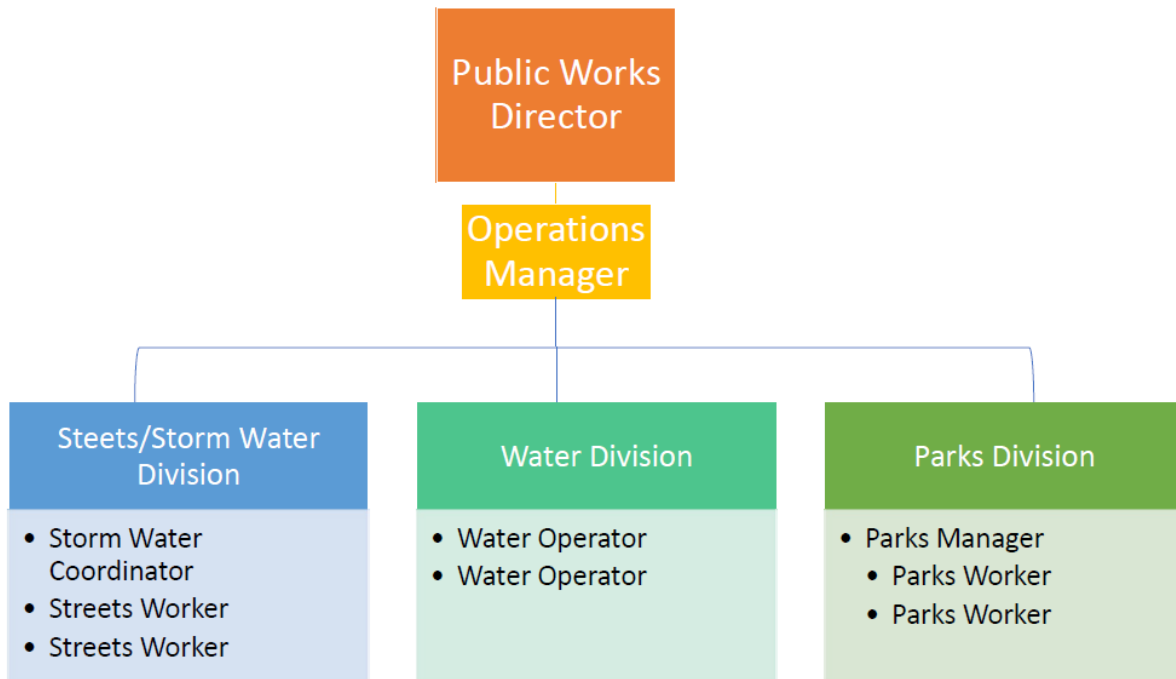 Public Works
Director
Operations
Manager
Steets/Storm Water
Division
• Storm Water
Coordinator
• Streets Worker
• Streets Worker
Water Division
• Water Operator
• Water Operator
Parks Division
• Parks Manager
• Parks Worker
• Parks Worker